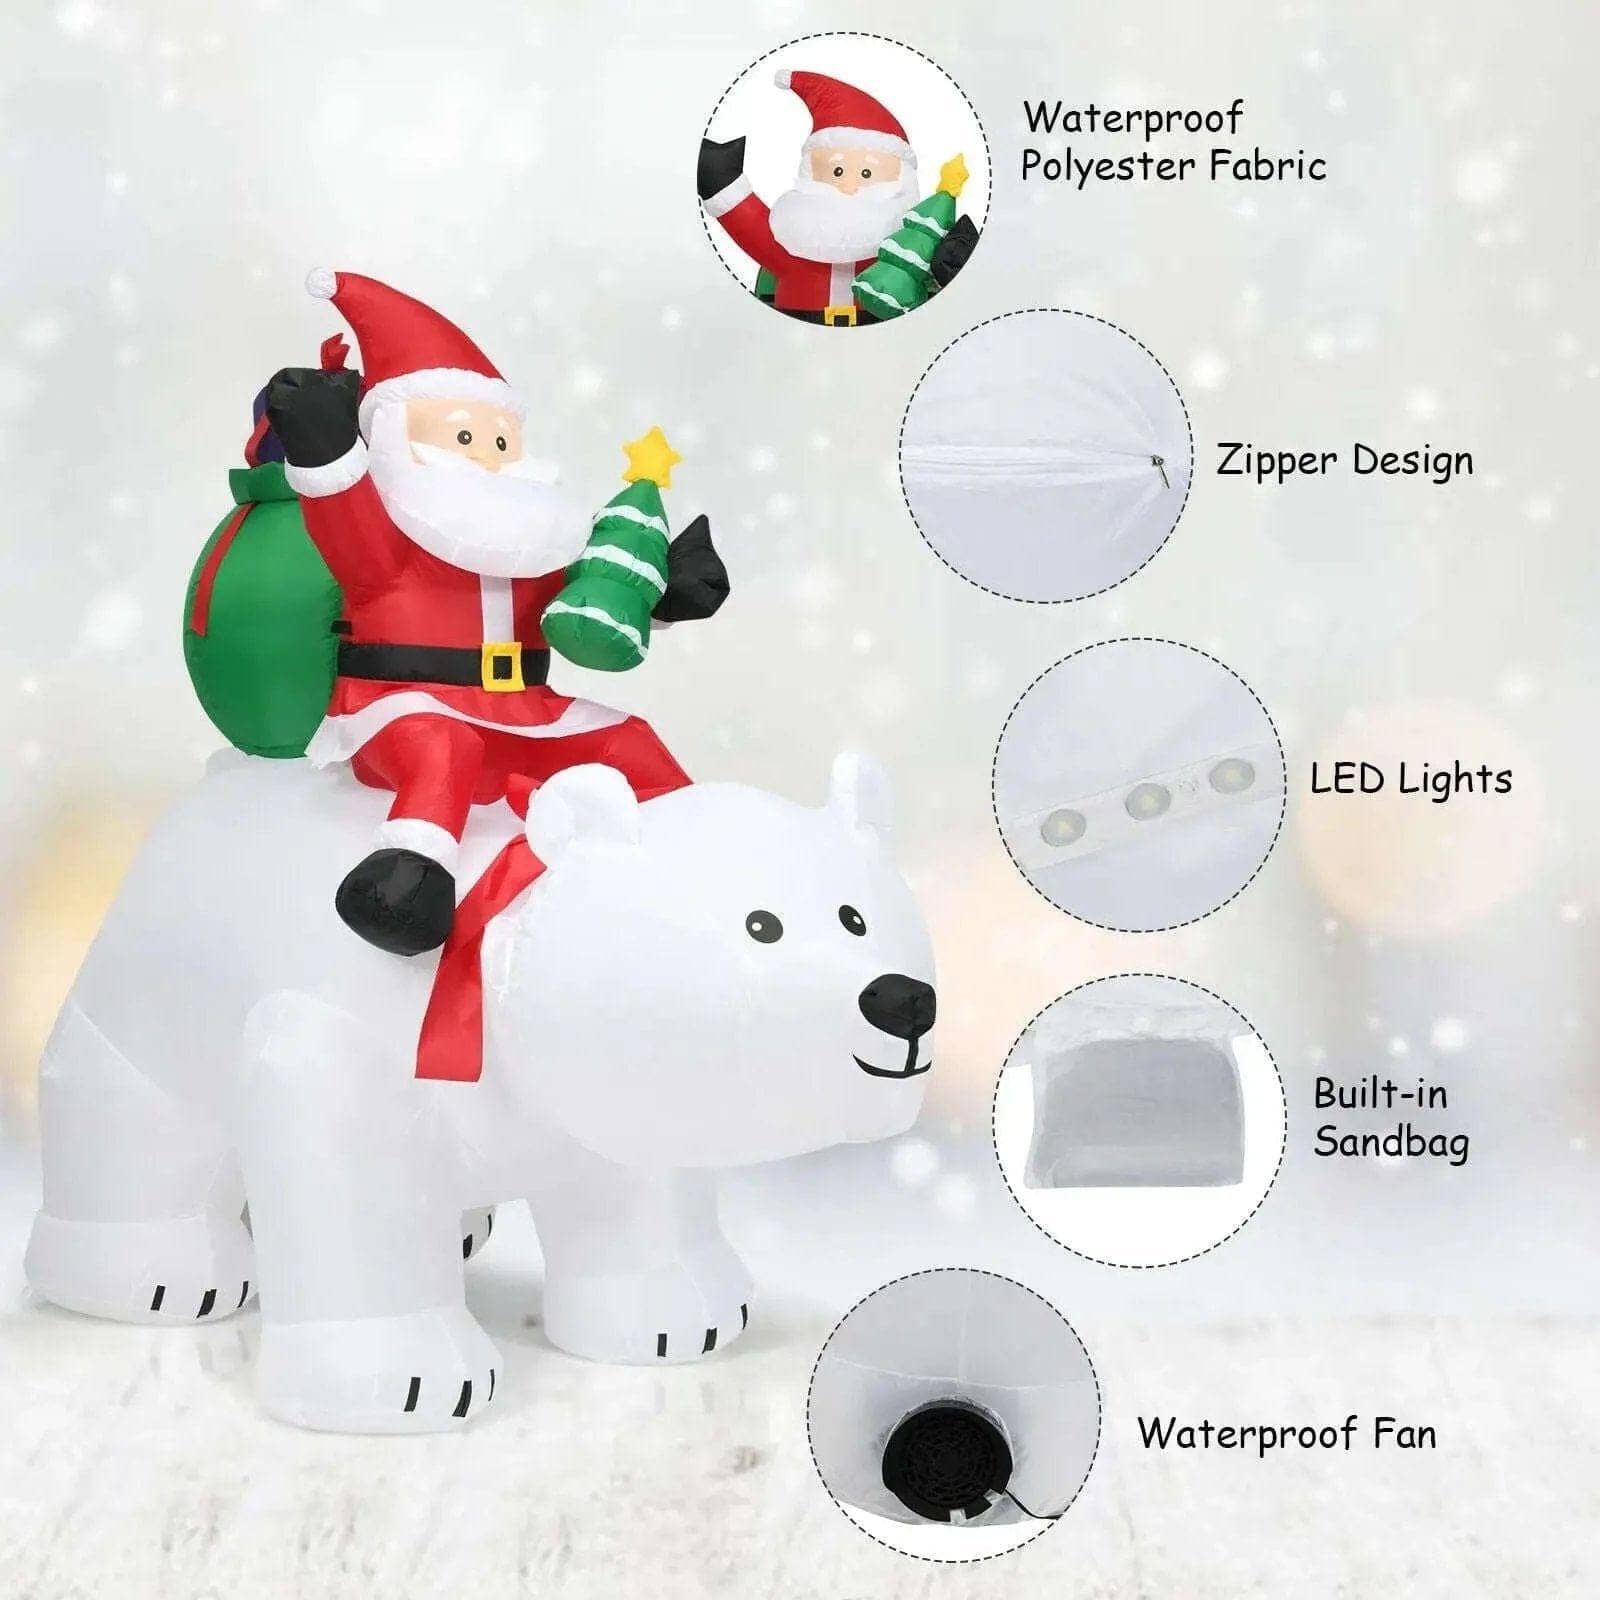 Waterproof
Polyester Fabric
Zipper Design
LED Lights
Built-in
Sandbag
Waterproof Fan